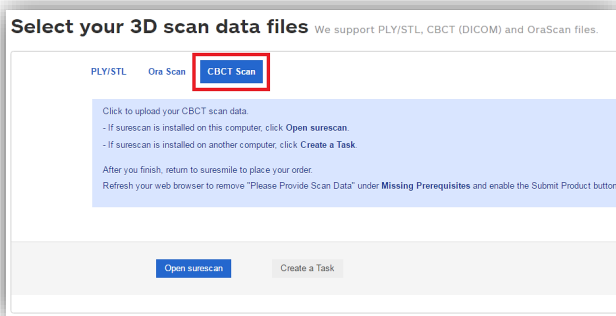 Select your 3D scan data files We support PLY/STL, CBCT (DICOM) and OraScan files.
PLY/STL Ora Scan CBCT Scan
Click to upload your CBCT scan data.
- If surescan is installed on this computer, click Open surescan.
- If surescan is installed on another computer, click Create a Task.
After you finish, return to suresmile to place your order.
Refresh your web browser to remove "Please Provide Scan Data" under Missing Prerequisites and enable the Submit Product button
Open surescan Create a Task